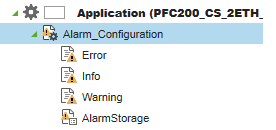 Application (PFC200_CS_2ETH_
Alarm_Configuration
Error
Info
Warning
AlarmStorage